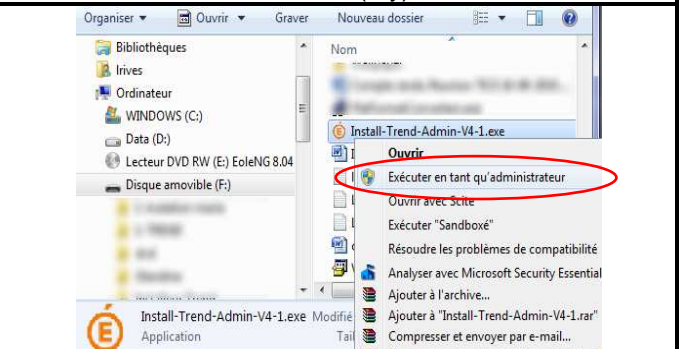 Organiser Ouvrir Graver Nouveau dossier
Bibliothèques
Irives
Ordinateur
WINDOWS (C:)
Data (D:)
Lecteur DVD RW (E:) EoleNG 8.04
Disque amovible (F:)
Nom
Install-Trend-Admin-V4-1.exe
Ouvrir
Exécuter en tant qu'administrateur
Ouvrir avec Scite
Exécuter "Sandboxé"
Résoudre les problèmes de compatibilité
Analyser avec Microsoft Security Essential
Ajouter à l'archive...
Ajouter à "Install-Trend-Admin-V4-1.rar"
Compresser et envoyer par e-mail...
Install-Trend-Admin-V4-1.exe Modifié
Application Tail